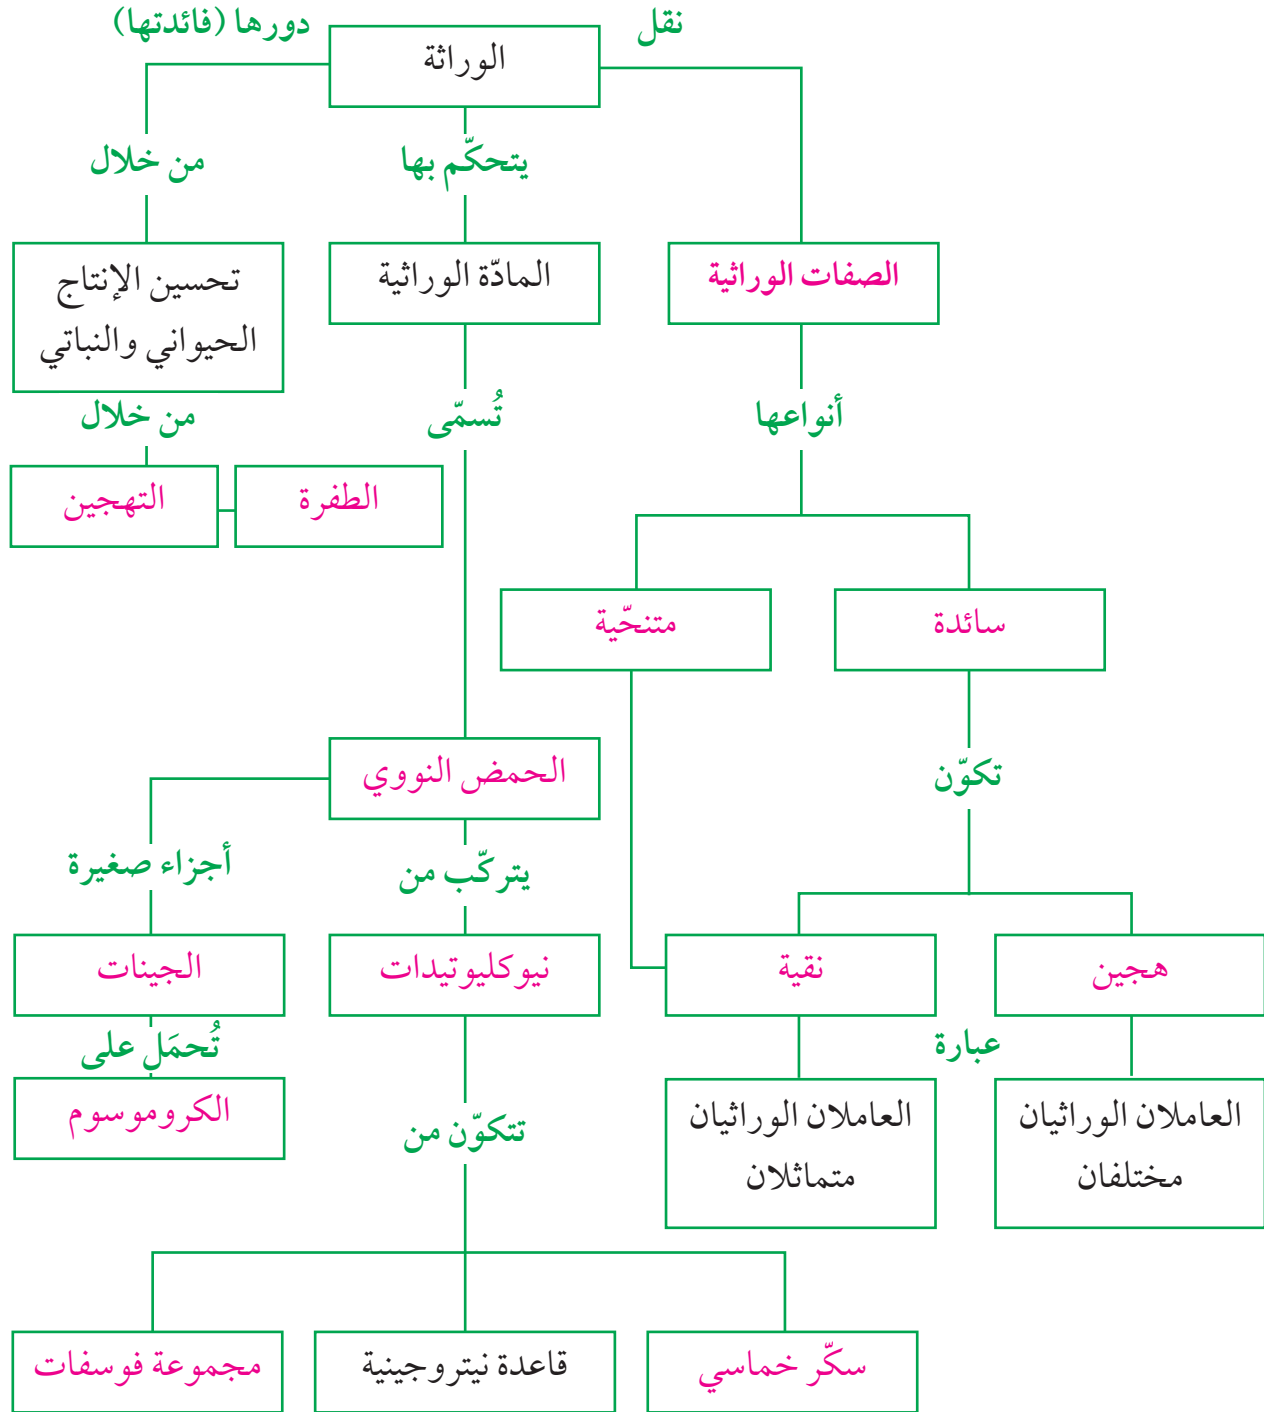 نقل
دورها (فائدتها)
الوراثة
يتحكّم بها
من خلال
الصفات الوراثية
المادّة الوراثية
تحسين الإنتاج
الحيواني والنباتي
أنواعها
تُسمّى
من خلال
الطفرة
التهجين
سائدة
متنحّية
الحمض النووي
تكوّن
يتركّب من
أجزاء صغيرة
هجين
نقية
نيوكليوتيدات
الجينات
عبارة
تُحمَل على
العاملان الوراثيان
مختلفان
العاملان الوراثيان
متماثلان
الكروموسوم
تتكوّن من
سكّر خماسي
قاعدة نيتروجينية
مجموعة فوسفات